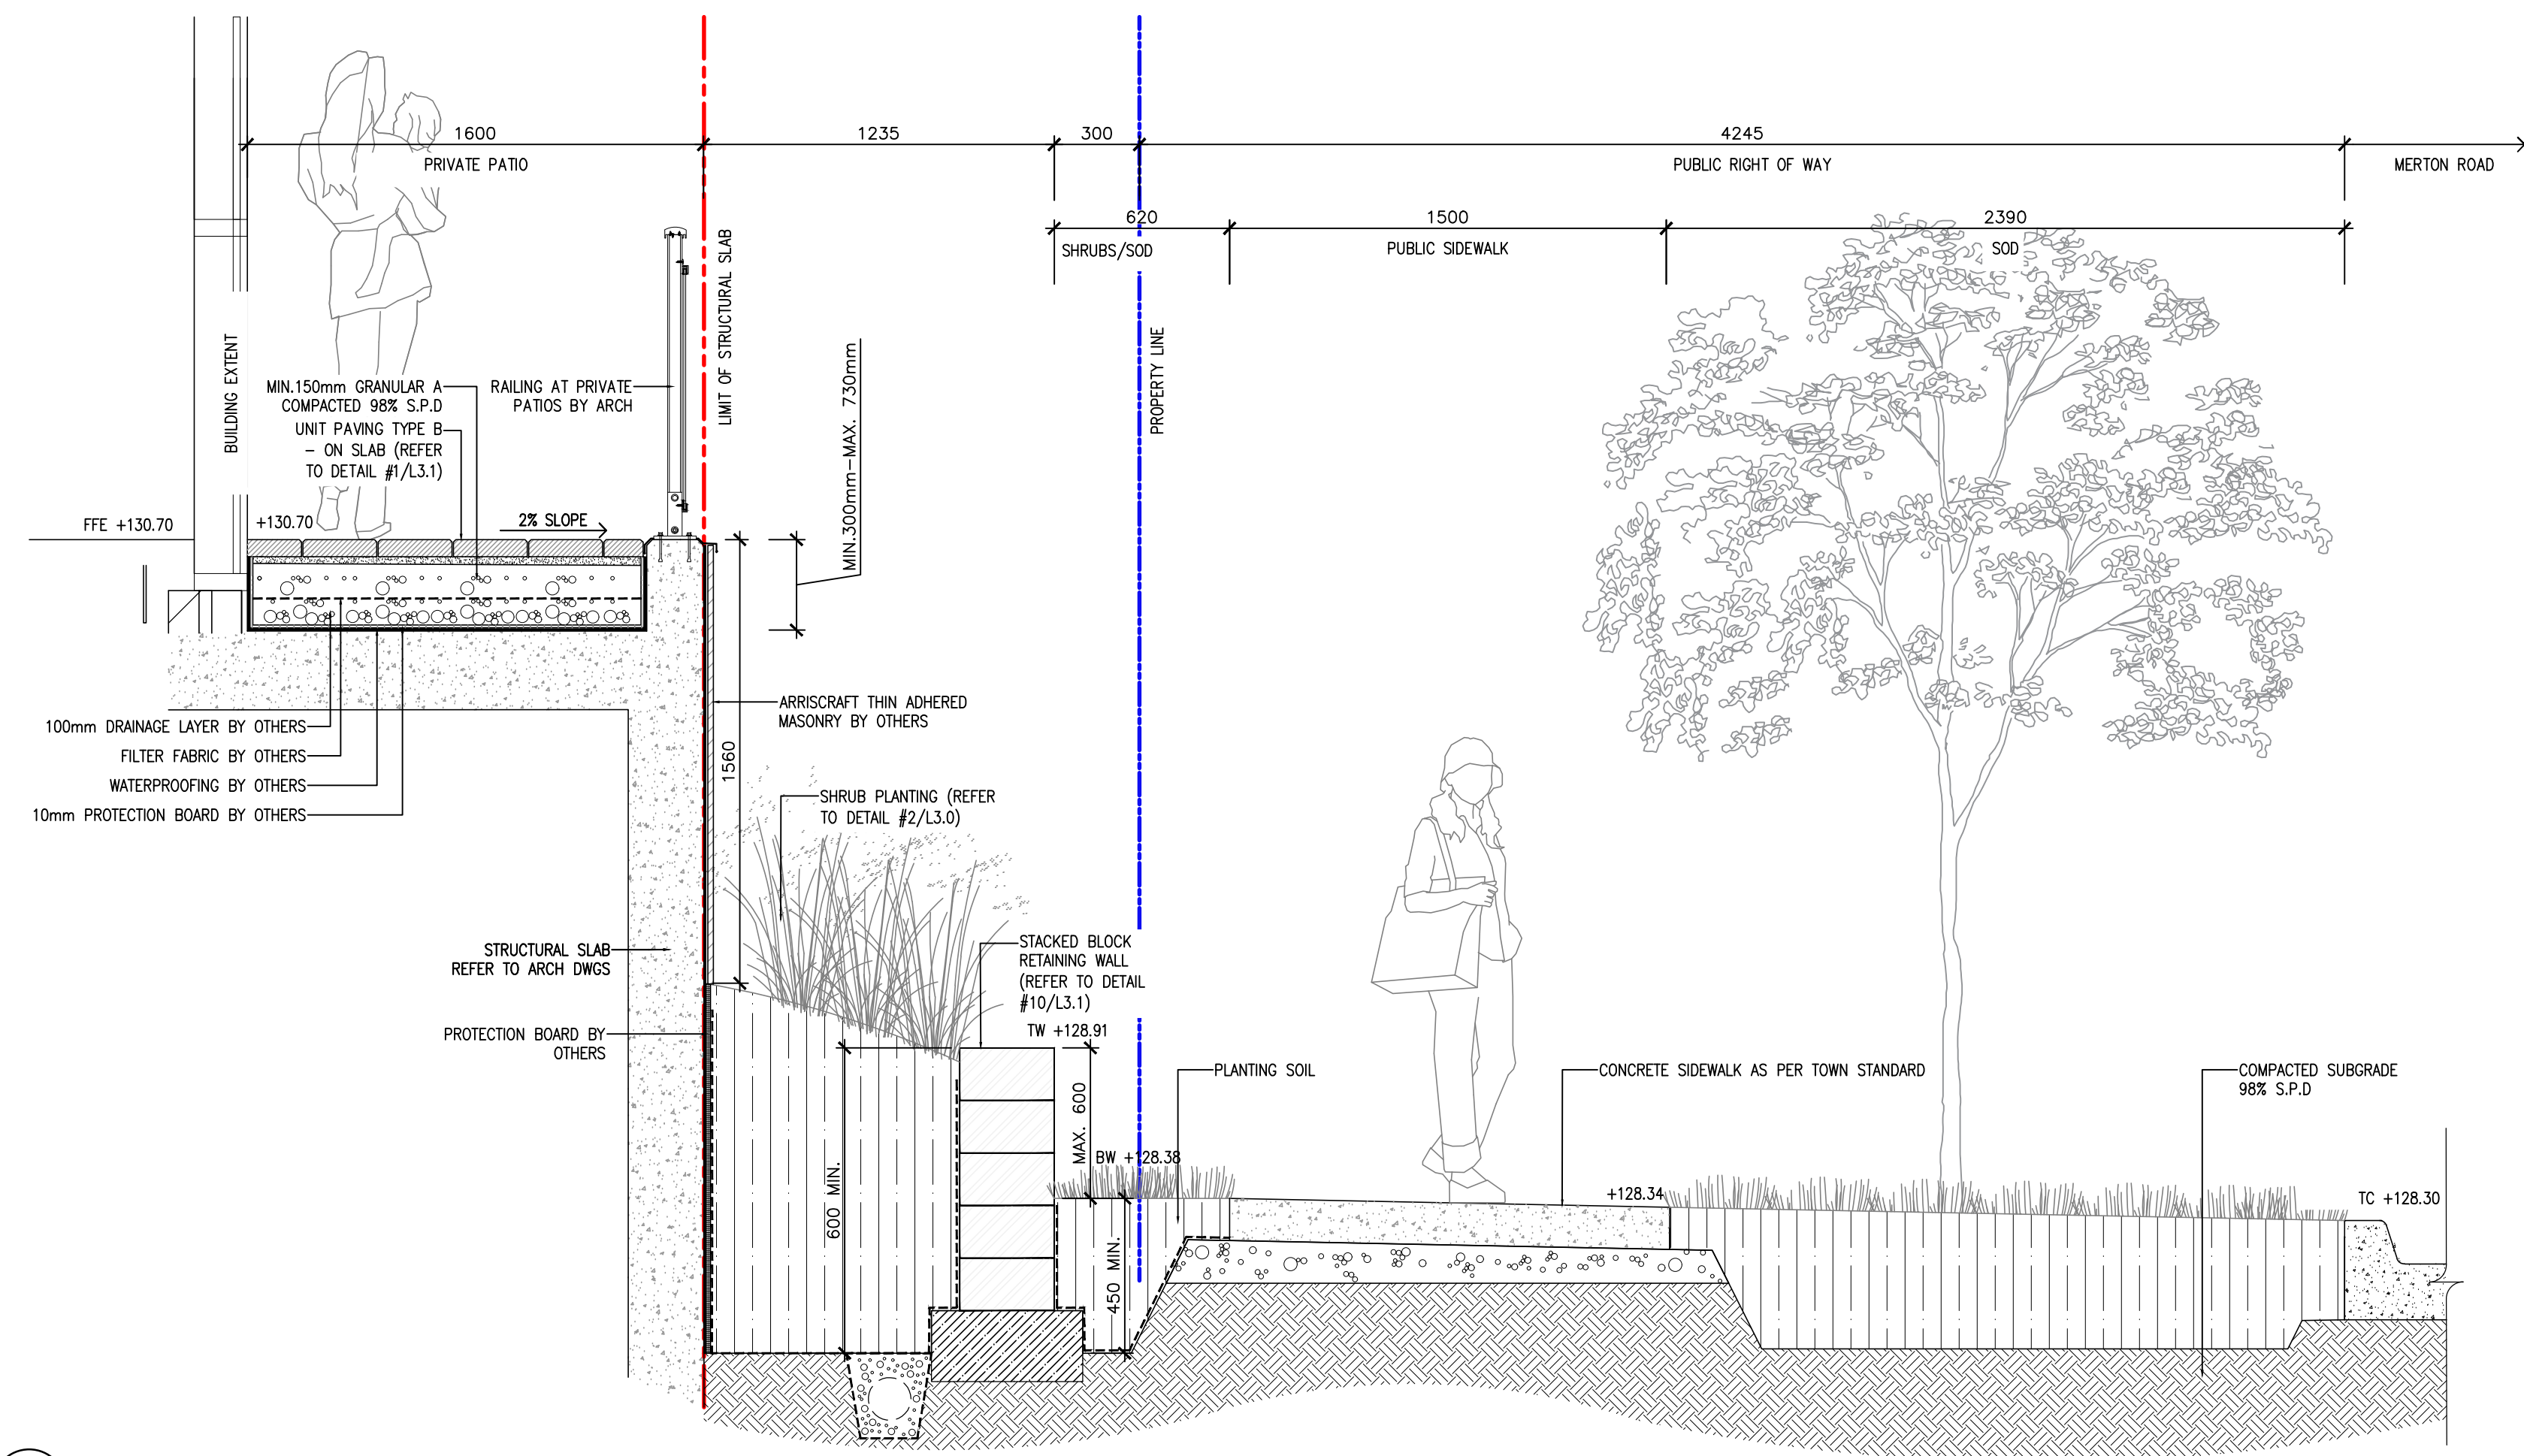 1600
1235
300
4245
PRIVATE PATIO
PUBLIC RIGHT OF WAY
MERTON ROAD
620
1500
2390
SHRUBS/SOD
PUBLIC SIDEWALK
SOD
BUILDING EXTENT
LIMIT OF STRUCTURAL SLAB
PROPERTY LINE
MIN.300mm-MAX. 730mm
MIN.150mm GRANULAR A
COMPACTED 98% S.P.D
UNIT PAVING TYPE B
- ON SLAB (REFER
TO DETAIL #1/L3.1)
RAILING AT PRIVATE
PATIOS BY ARCH
FFE +130.70
+130.70
2% SLOPE
100mm DRAINAGE LAYER BY OTHERS
FILTER FABRIC BY OTHERS
WATERPROOFING BY OTHERS
10mm PROTECTION BOARD BY OTHERS
ARRISCRAFT THIN ADHERED
MASONRY BY OTHERS
1560
SHRUB PLANTING (REFER
TO DETAIL #2/L3.0)
STRUCTURAL SLAB
REFER TO ARCH DWGS
STACKED BLOCK
RETAINING WALL
(REFER TO DETAIL
#10/L3.1)
TW +128.91
PROTECTION BOARD BY
OTHERS
600 MIN.
MAX. 600
BW +128.38
450 MIN.
PLANTING SOIL
CONCRETE SIDEWALK AS PER TOWN STANDARD
COMPACTED SUBGRADE
98% S.P.D
+128.34
TC +128.30